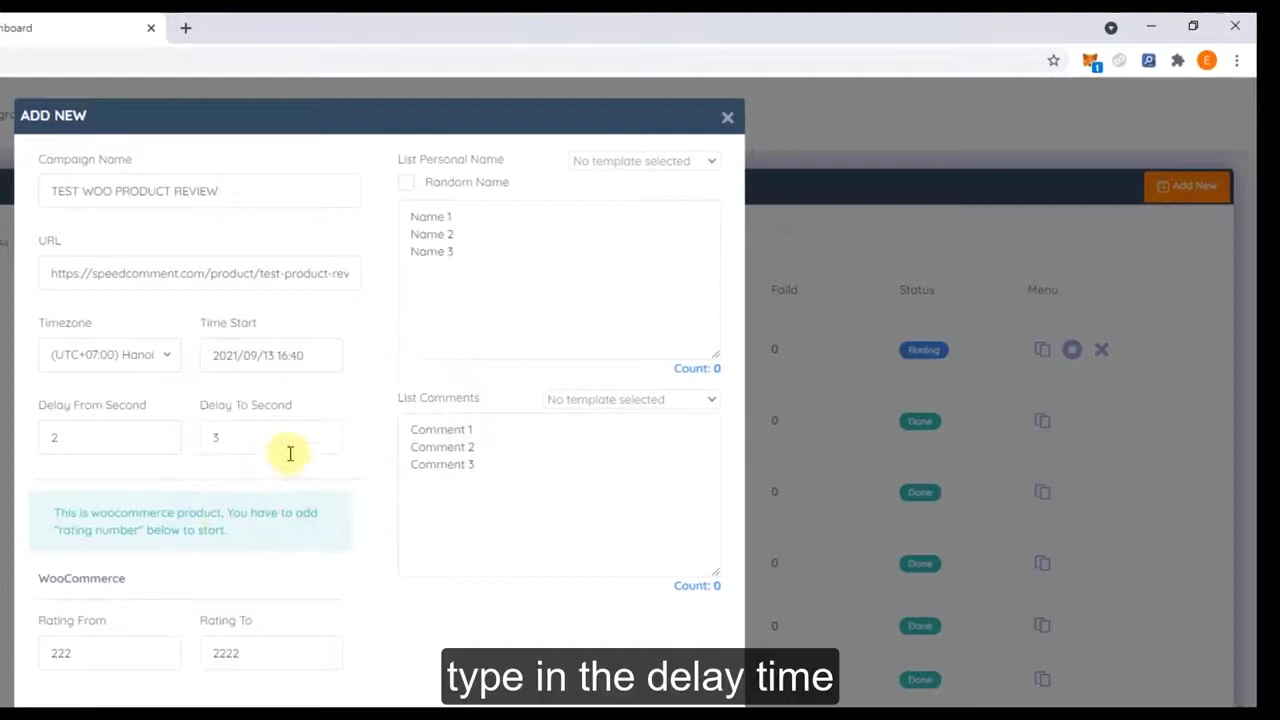 nboard
1
E
ADD NEW
Campaign Name
TEST WOO PRODUCT REVIEW
URL
https://speedcomment.com/product/test-product-rev
Timezone
Time Start
(UTC+07:00) Hanoi
2021/09/13 16:40
Delay From Second
Delay To Second
2
3
This is woocommerce product. You have to add
"rating number" below to start.
WooCommerce
Rating From
Rating To
222
2222
List Personal Name
No template selected
Random Name
Name 1
Name 2
Name 3
Count: 0
List Comments
No template selected
Comment 1
Comment 2
Comment 3
Count: 0
Add New
Faild
Status
Menu
0
Runing
0
Done
0
Done
0
Done
0
Done
Done
type in the delay time